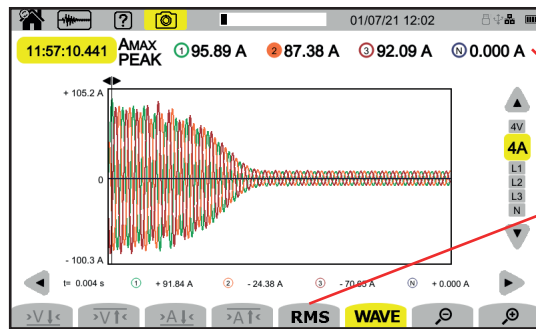 ? 01/07/21 12:02
11:57:10.441 AMAX PEAK 1 95.89 A 2 87.38 A 3 92.09 A N 0.000 A
+ 105.2 A
0
- 100.3 A
4V
4A
L1
L2
L3
N
t= 0.004 s 1 + 91.84 A 2 - 24.38 A 3 N + 0.000 A
>V↓< >V↑< >A↓< >A↑< RMS WAVE